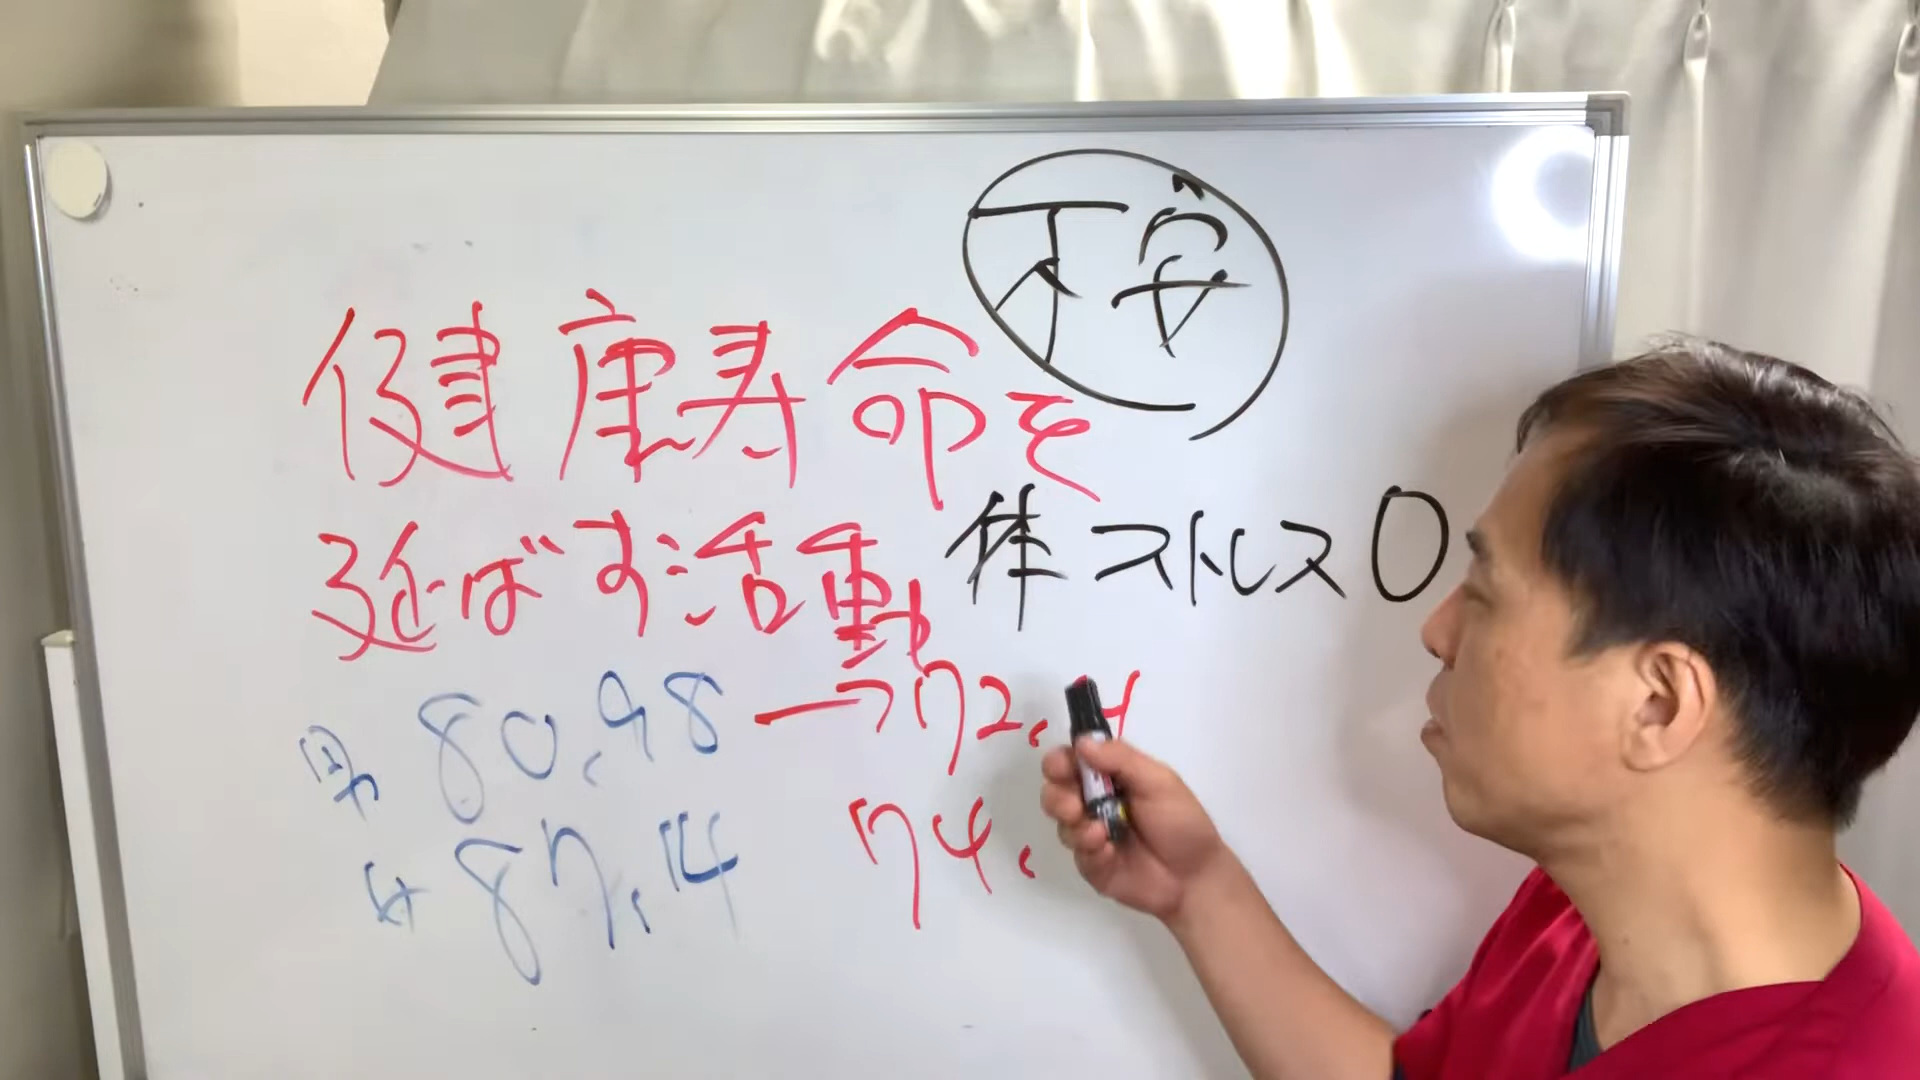 不安
健康寿命を
延ばす活動
体ストレス0
男 80.98 →72.4
女 87.14 74.